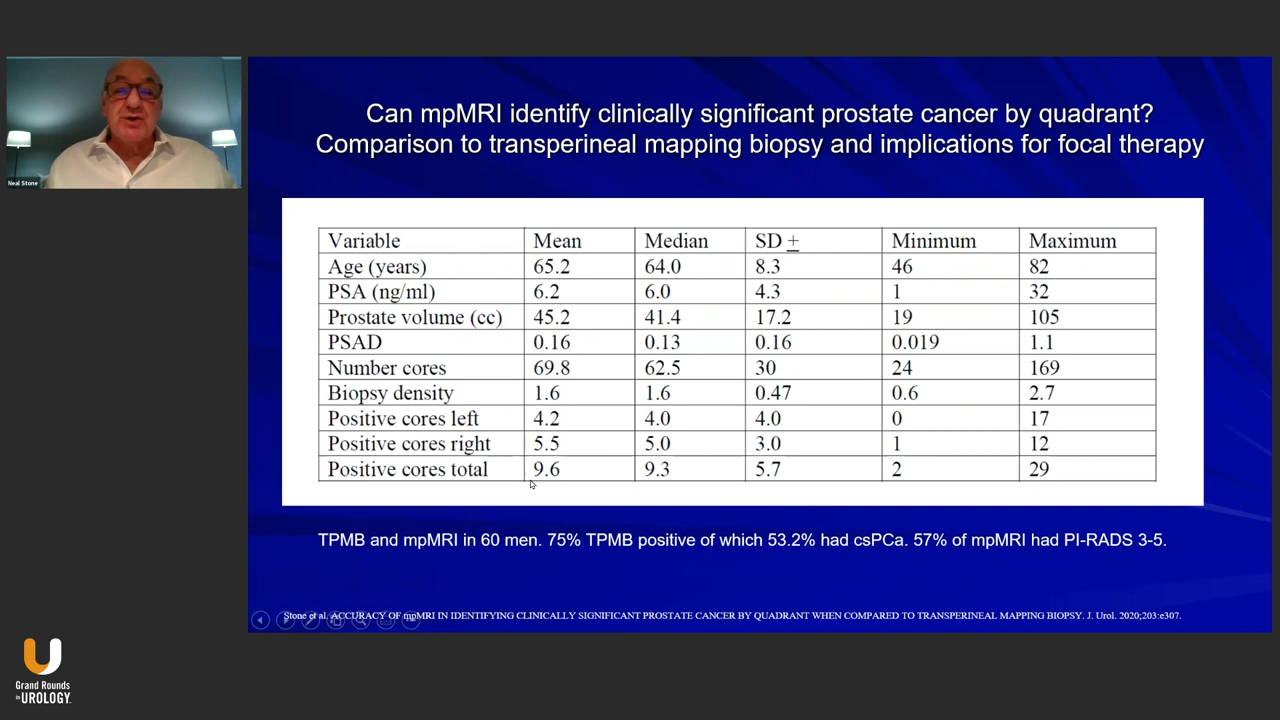 Neal Stone
Can mpMRI identify clinically significant prostate cancer by quadrant?
Comparison to transperineal mapping biopsy and implications for focal therapy
Variable Mean Median SD ± Minimum Maximum
Age (years) 65.2 64.0 8.3 46 82
PSA (ng/ml) 6.2 6.0 4.3 1 32
Prostate volume (cc) 45.2 41.4 17.2 19 105
PSAD 0.16 0.13 0.16 0.019 1.1
Number cores 69.8 62.5 30 24 169
Biopsy density 1.6 1.6 0.47 0.6 2.7
Positive cores left 4.2 4.0 4.0 0 17
Positive cores right 5.5 5.0 3.0 1 12
Positive cores total 9.6 9.3 5.7 2 29
TPMB and mpMRI in 60 men. 75% TPMB positive of which 53.2% had csPCa. 57% of mpMRI had PI-RADS 3-5.
Stone et al. ACCURACY OF mpMRI IN IDENTIFYING CLINICALLY SIGNIFICANT PROSTATE CANCER BY QUADRANT WHEN COMPARED TO TRANSPERINEAL MAPPING BIOPSY. J. Urol. 2020;203:e307.
Grand Rounds
in UROLOGY